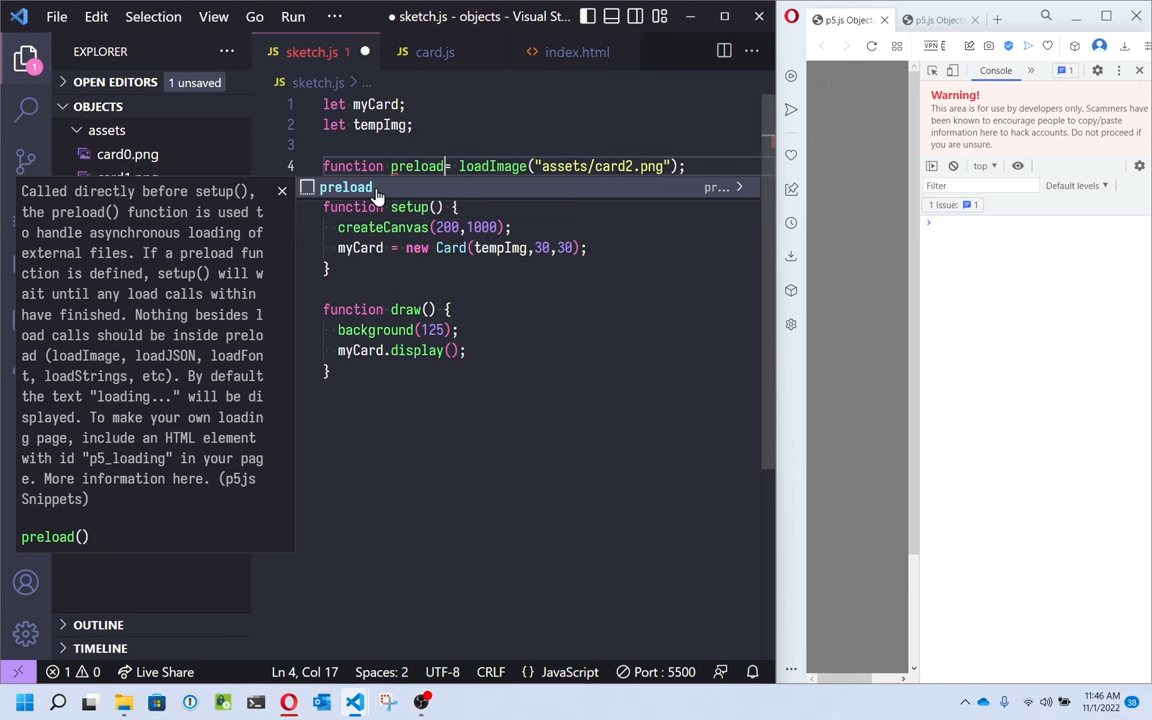 File Edit Selection View Go Run ··· ● sketch.js - objects - Visual St...
EXPLORER ···
OPEN EDITORS 1 unsaved
OBJECTS
assets
card0.png
sketch.js 1 ●
card.js
index.html
sketch.js > ...
1 let myCard;
2 let tempImg;
3
4 function preload= loadImage("assets/card2.png");
preload pr... >
function setup() {
createCanvas(200,1000);
myCard = new Card(tempImg,30,30);
}
function draw() {
background(125);
myCard.display();
}
Called directly before setup(),
the preload() function is used t
o handle asynchronous loading of
external files. If a preload fun
ction is defined, setup() will w
ait until any load calls within
have finished. Nothing besides l
oad calls should be inside prelo
ad (loadImage, loadJSON, loadFon
t, loadStrings, etc). By default
the text "loading..." will be di
splayed. To make your own loadin
g page, include an HTML element
with id "p5_loading" in your pag
e. More information here. (p5js
Snippets)
preload()
OUTLINE
TIMELINE
1 0 Live Share Ln 4, Col 17 Spaces: 2 UTF-8 CRLF {} JavaScript Port : 5500
p5.js Object
p5.js Objects
VPN
Console
1
Warning!
This area is for use by developers only. Scammers have
been known to encourage people to copy/paste
information here to hack accounts. Do not proceed if
you are unsure.
top
Filter
Default levels
1 Issue: 1
11:46 AM
11/1/2022
38